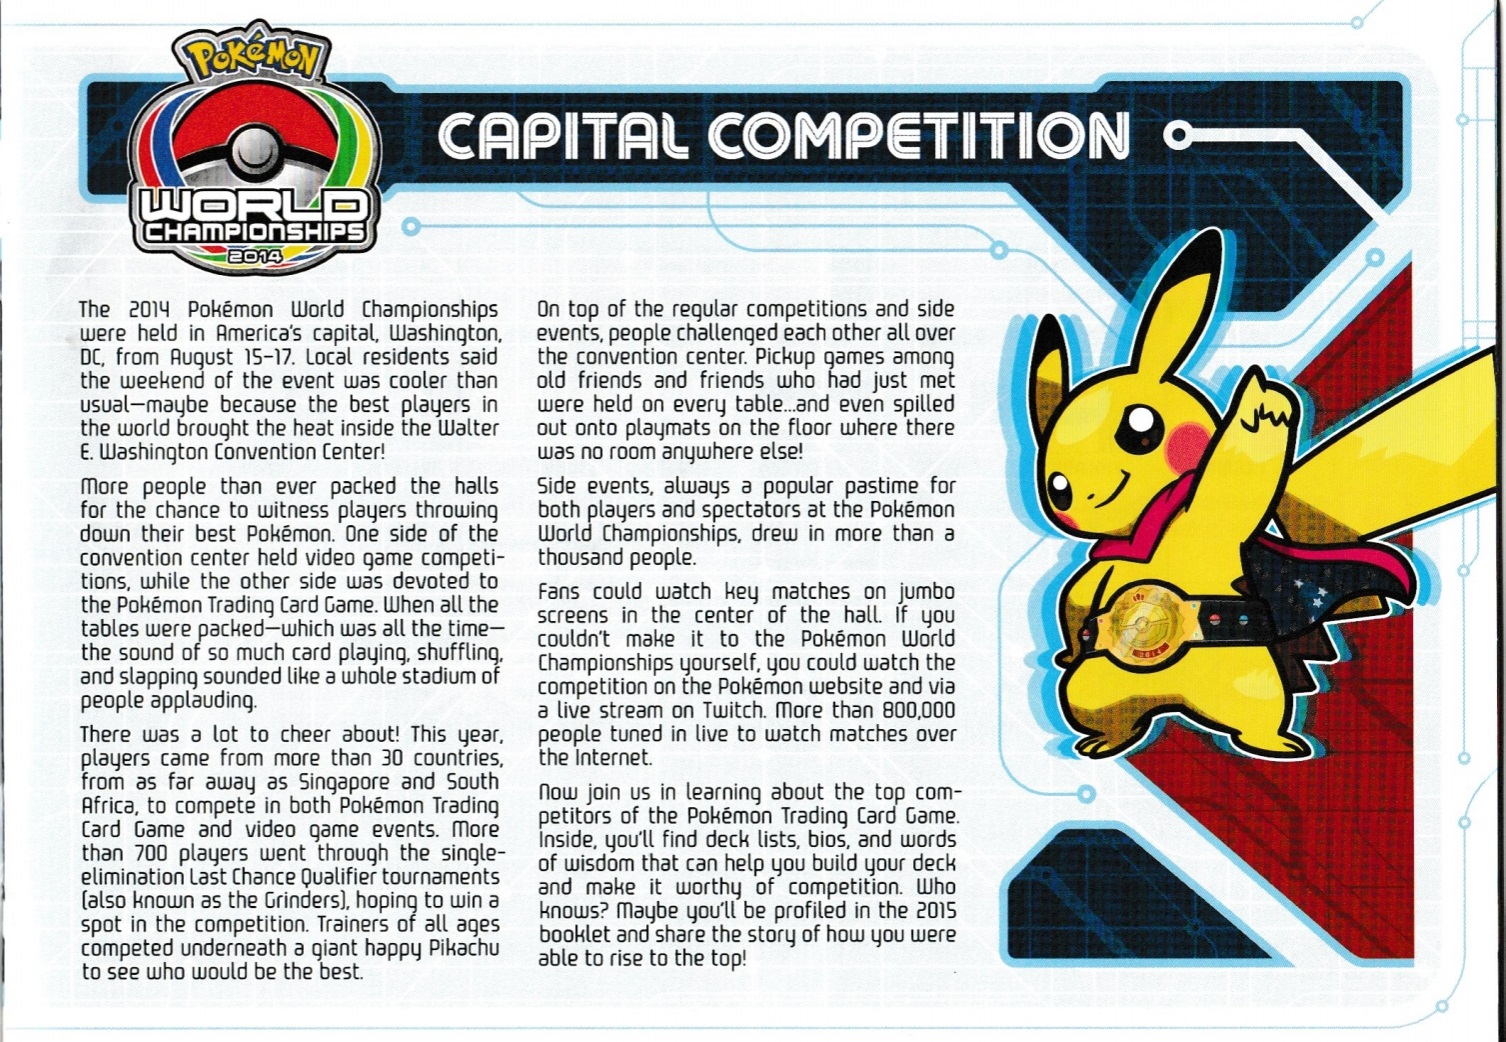 Pokémon
WORLD
CHAMPIONSHIPS
2014
CAPITAL COMPETITION
The 2014 Pokémon World Championships
were held in America's capital, Washington,
DC, from August 15–17. Local residents said
the weekend of the event was cooler than
usual—maybe because the best players in
the world brought the heat inside the Walter
E. Washington Convention Center!
More people than ever packed the halls
for the chance to witness players throwing
down their best Pokémon. One side of the
convention center held video game competi-
tions, while the other side was devoted to
the Pokémon Trading Card Game. When all the
tables were packed—which was all the time—
the sound of so much card playing, shuffling,
and slapping sounded like a whole stadium of
people applauding.
There was a lot to cheer about! This year,
players came from more than 30 countries,
from as far away as Singapore and South
Africa, to compete in both Pokémon Trading
Card Game and video game events. More
than 700 players went through the single-
elimination Last Chance Qualifier tournaments
(also known as the Grinders), hoping to win a
spot in the competition. Trainers of all ages
competed underneath a giant happy Pikachu
to see who would be the best.
On top of the regular competitions and side
events, people challenged each other all over
the convention center. Pickup games among
old friends and friends who had just met
were held on every table...and even spilled
out onto playmats on the floor where there
was no room anywhere else!
Side events, always a popular pastime for
both players and spectators at the Pokémon
World Championships, drew in more than a
thousand people.
Fans could watch key matches on jumbo
screens in the center of the hall. If you
couldn't make it to the Pokémon World
Championships yourself, you could watch the
competition on the Pokémon website and via
a live stream on Twitch. More than 800,000
people tuned in live to watch matches over
the Internet.
Now join us in learning about the top com-
petitors of the Pokémon Trading Card Game.
Inside, you'll find deck lists, bios, and words
of wisdom that can help you build your deck
and make it worthy of competition. Who
knows? Maybe you'll be profiled in the 2015
booklet and share the story of how you were
able to rise to the top!
2014